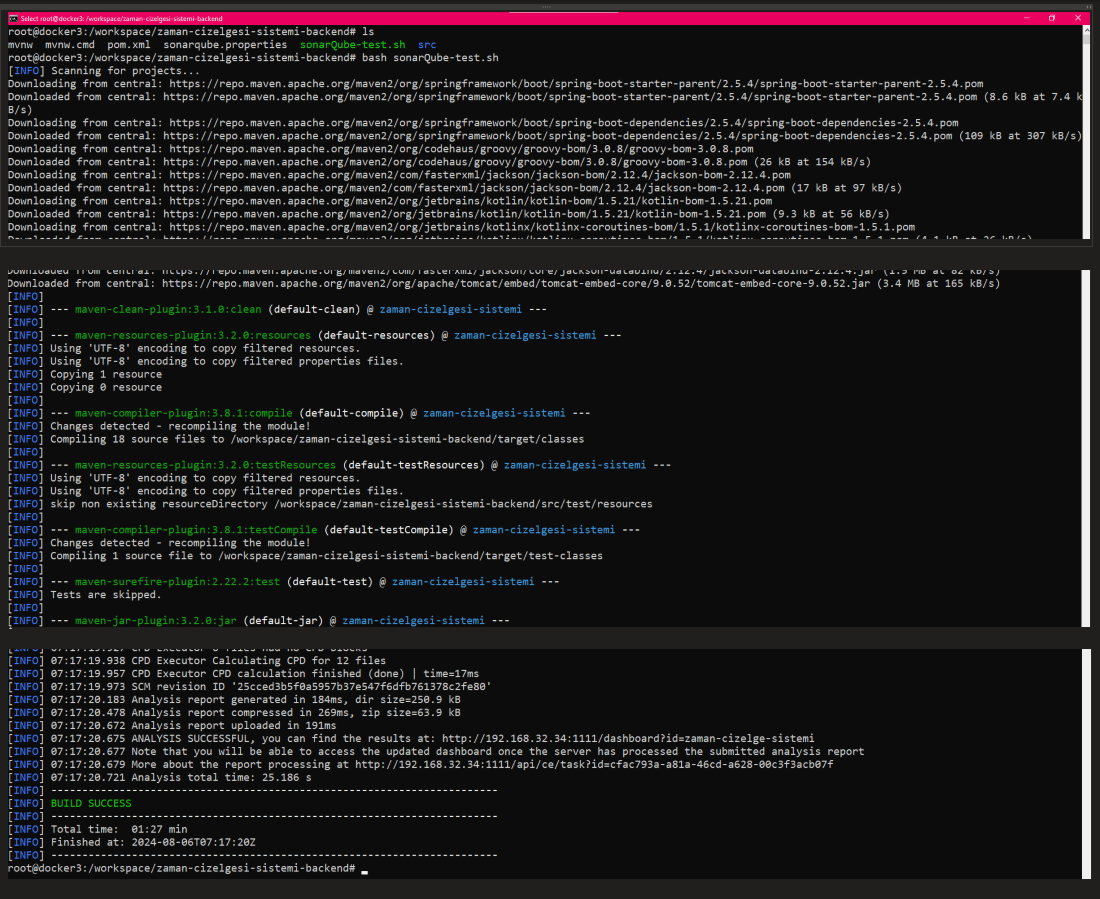 Select root@docker3: /workspace/zaman-cizelgesi-sistemi-backend
root@docker3:/workspace/zaman-cizelgesi-sistemi-backend# ls
mvnw  mvnw.cmd  pom.xml  sonarqube.properties  sonarQube-test.sh  src
root@docker3:/workspace/zaman-cizelgesi-sistemi-backend# bash sonarQube-test.sh
[INFO] Scanning for projects...
Downloading from central: https://repo.maven.apache.org/maven2/org/springframework/boot/spring-boot-starter-parent/2.5.4/spring-boot-starter-parent-2.5.4.pom
Downloaded from central: https://repo.maven.apache.org/maven2/org/springframework/boot/spring-boot-starter-parent/2.5.4/spring-boot-starter-parent-2.5.4.pom (8.6 kB at 7.4 k
B/s)
Downloading from central: https://repo.maven.apache.org/maven2/org/springframework/boot/spring-boot-dependencies/2.5.4/spring-boot-dependencies-2.5.4.pom
Downloaded from central: https://repo.maven.apache.org/maven2/org/springframework/boot/spring-boot-dependencies/2.5.4/spring-boot-dependencies-2.5.4.pom (109 kB at 307 kB/s)
Downloading from central: https://repo.maven.apache.org/maven2/org/codehaus/groovy/groovy-bom/3.0.8/groovy-bom-3.0.8.pom
Downloaded from central: https://repo.maven.apache.org/maven2/org/codehaus/groovy/groovy-bom/3.0.8/groovy-bom-3.0.8.pom (26 kB at 154 kB/s)
Downloading from central: https://repo.maven.apache.org/maven2/com/fasterxml/jackson/jackson-bom/2.12.4/jackson-bom-2.12.4.pom
Downloaded from central: https://repo.maven.apache.org/maven2/com/fasterxml/jackson/jackson-bom/2.12.4/jackson-bom-2.12.4.pom (17 kB at 97 kB/s)
Downloading from central: https://repo.maven.apache.org/maven2/org/jetbrains/kotlin/kotlin-bom/1.5.21/kotlin-bom-1.5.21.pom
Downloaded from central: https://repo.maven.apache.org/maven2/org/jetbrains/kotlin/kotlin-bom/1.5.21/kotlin-bom-1.5.21.pom (9.3 kB at 56 kB/s)
Downloading from central: https://repo.maven.apache.org/maven2/org/jetbrains/kotlinx/kotlinx-coroutines-bom/1.5.1/kotlinx-coroutines-bom-1.5.1.pom
Downloaded from central: https://repo.maven.apache.org/maven2/com/fasterxml/jackson/core/jackson-databind/2.12.4/jackson-databind-2.12.4.jar (1.5 MB at 82 kB/s)
Downloaded from central: https://repo.maven.apache.org/maven2/org/apache/tomcat/embed/tomcat-embed-core/9.0.52/tomcat-embed-core-9.0.52.jar (3.4 MB at 165 kB/s)
[INFO]
[INFO] --- maven-clean-plugin:3.1.0:clean (default-clean) @ zaman-cizelgesi-sistemi ---
[INFO]
[INFO] --- maven-resources-plugin:3.2.0:resources (default-resources) @ zaman-cizelgesi-sistemi ---
[INFO] Using 'UTF-8' encoding to copy filtered resources.
[INFO] Using 'UTF-8' encoding to copy filtered properties files.
[INFO] Copying 1 resource
[INFO] Copying 0 resource
[INFO]
[INFO] --- maven-compiler-plugin:3.8.1:compile (default-compile) @ zaman-cizelgesi-sistemi ---
[INFO] Changes detected - recompiling the module!
[INFO] Compiling 18 source files to /workspace/zaman-cizelgesi-sistemi-backend/target/classes
[INFO]
[INFO] --- maven-resources-plugin:3.2.0:testResources (default-testResources) @ zaman-cizelgesi-sistemi ---
[INFO] Using 'UTF-8' encoding to copy filtered resources.
[INFO] Using 'UTF-8' encoding to copy filtered properties files.
[INFO] skip non existing resourceDirectory /workspace/zaman-cizelgesi-sistemi-backend/src/test/resources
[INFO]
[INFO] --- maven-compiler-plugin:3.8.1:testCompile (default-testCompile) @ zaman-cizelgesi-sistemi ---
[INFO] Changes detected - recompiling the module!
[INFO] Compiling 1 source file to /workspace/zaman-cizelgesi-sistemi-backend/target/test-classes
[INFO]
[INFO] --- maven-surefire-plugin:2.22.2:test (default-test) @ zaman-cizelgesi-sistemi ---
[INFO] Tests are skipped.
[INFO]
[INFO] --- maven-jar-plugin:3.2.0:jar (default-jar) @ zaman-cizelgesi-sistemi ---
[INFO] 07:17:19.938 CPD Executor Calculating CPD for 12 files
[INFO] 07:17:19.957 CPD Executor CPD calculation finished (done) | time=17ms
[INFO] 07:17:19.973 SCM revision ID '25cced3b5f0a5957b37e547f6dfb761378c2fe80'
[INFO] 07:17:20.183 Analysis report generated in 184ms, dir size=250.9 kB
[INFO] 07:17:20.478 Analysis report compressed in 269ms, zip size=63.9 kB
[INFO] 07:17:20.672 Analysis report uploaded in 191ms
[INFO] 07:17:20.675 ANALYSIS SUCCESSFUL, you can find the results at: http://192.168.32.34:1111/dashboard?id=zaman-cizelge-sistemi
[INFO] 07:17:20.677 Note that you will be able to access the updated dashboard once the server has processed the submitted analysis report
[INFO] 07:17:20.679 More about the report processing at http://192.168.32.34:1111/api/ce/task?id=cfac793a-a81a-46cd-a628-00c3f3acb07f
[INFO] 07:17:20.721 Analysis total time: 25.186 s
[INFO] ------------------------------------------------------------------------
[INFO] BUILD SUCCESS
[INFO] ------------------------------------------------------------------------
[INFO] Total time:  01:27 min
[INFO] Finished at: 2024-08-06T07:17:20Z
[INFO] ------------------------------------------------------------------------
root@docker3:/workspace/zaman-cizelgesi-sistemi-backend#